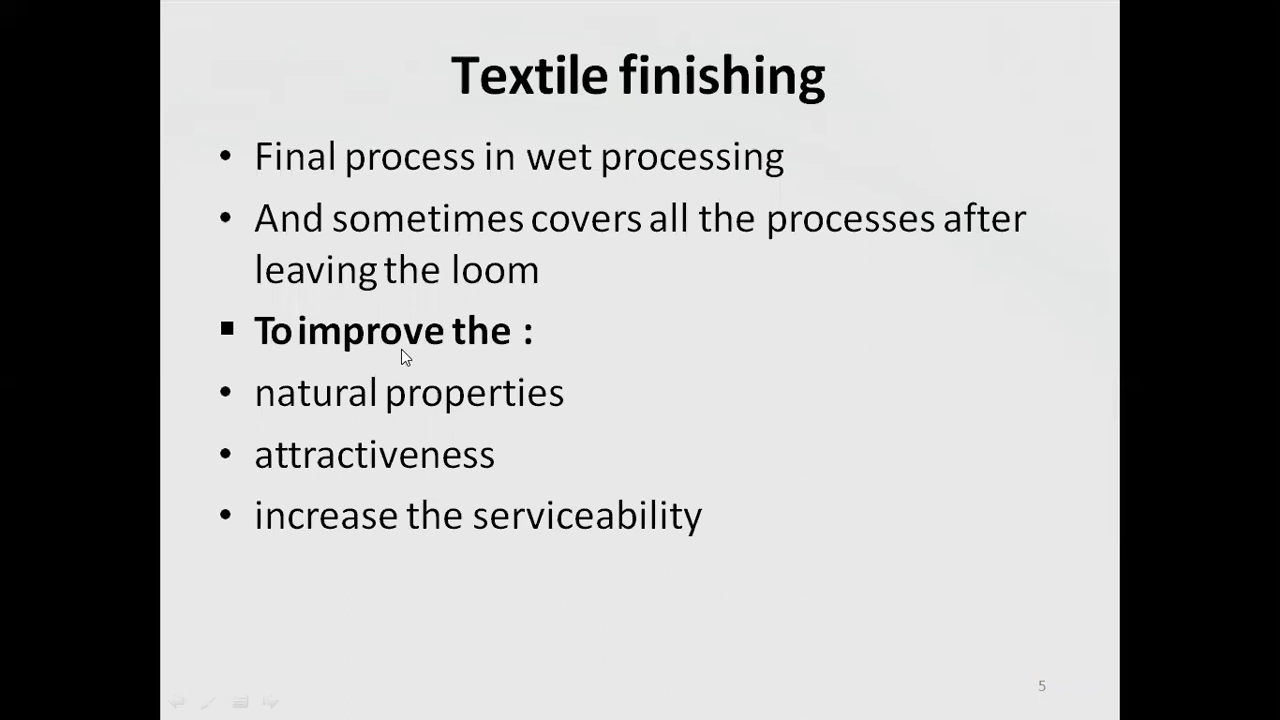 Textile finishing
• Final process in wet processing
• And sometimes covers all the processes after
leaving the loom
▪ To improve the :
• natural properties
• attractiveness
• increase the serviceability
5